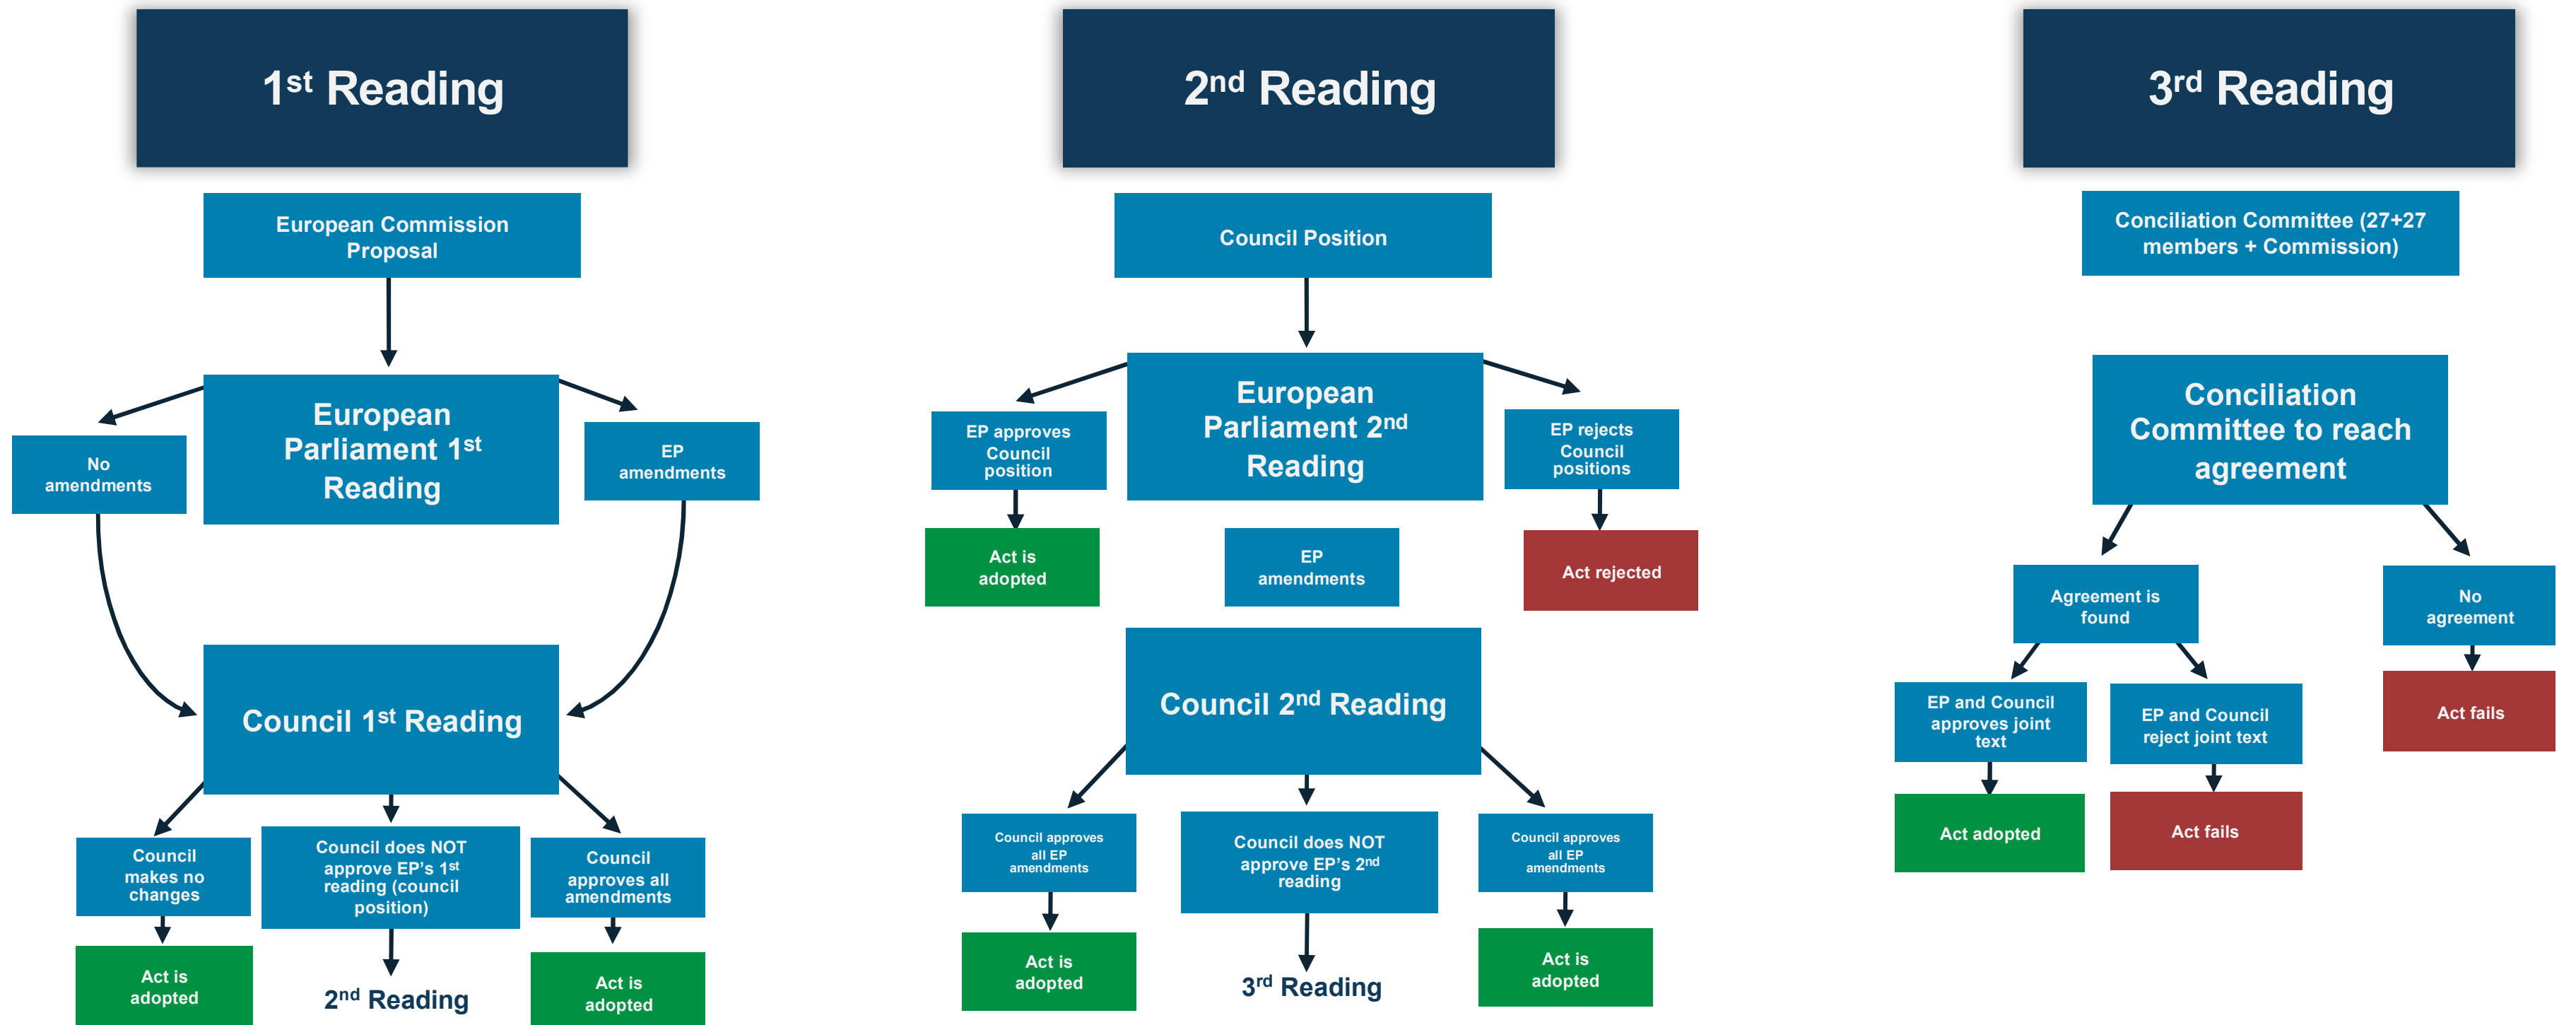 1st Reading
European Commission
Proposal
European
Parliament 1st
Reading
No
amendments
EP
amendments
Council 1st Reading
Council
makes no
changes
Council does NOT
approve EP’s 1st
reading (council
position)
Council
approves all
amendments
Act is
adopted
2nd Reading
Act is
adopted
2nd Reading
Council Position
European
Parliament 2nd
Reading
EP approves
Council
position
EP rejects
Council
positions
Act is
adopted
EP
amendments
Act rejected
Council 2nd Reading
Council approves
all EP
amendments
Council does NOT
approve EP’s 2nd
reading
Council approves
all EP
amendments
Act is
adopted
3rd Reading
Act is
adopted
3rd Reading
Conciliation Committee (27+27
members + Commission)
Conciliation
Committee to reach
agreement
Agreement is
found
No
agreement
EP and Council
approves joint
text
EP and Council
reject joint text
Act fails
Act adopted
Act fails